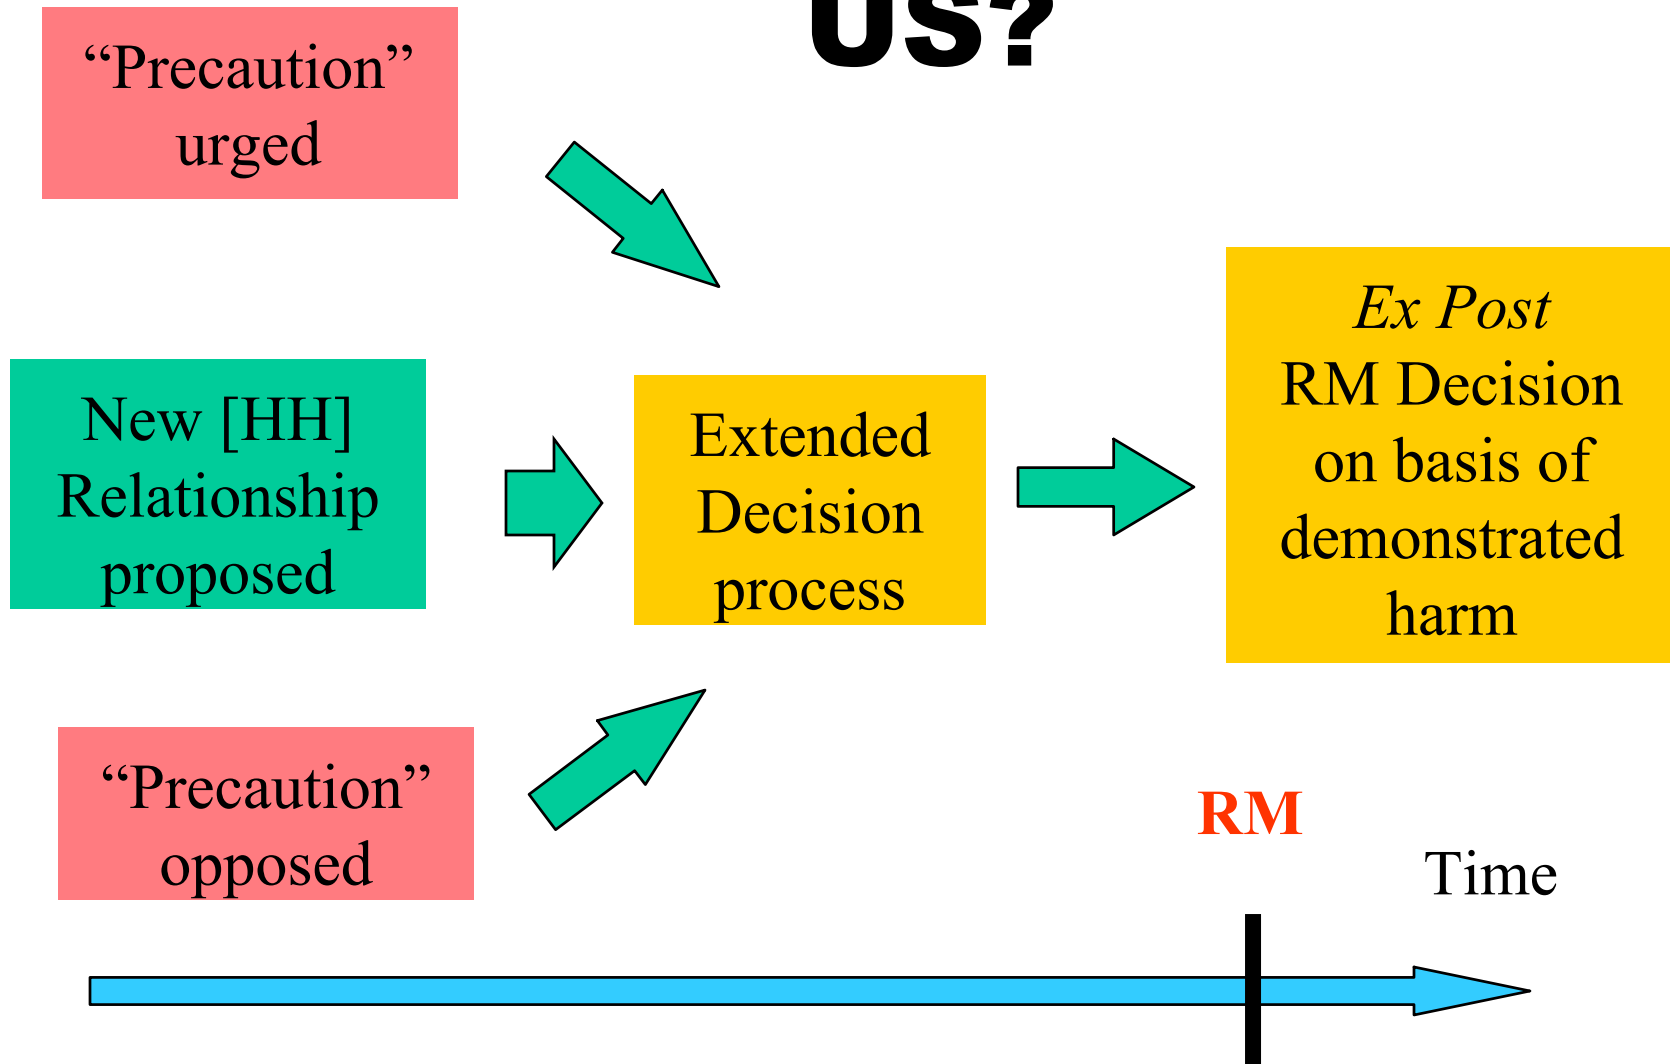 US?
“Precaution”
urged
New [HH]
Relationship
proposed
Extended
Decision
process
Ex Post
RM Decision
on basis of
demonstrated
harm
“Precaution”
opposed
RM
Time